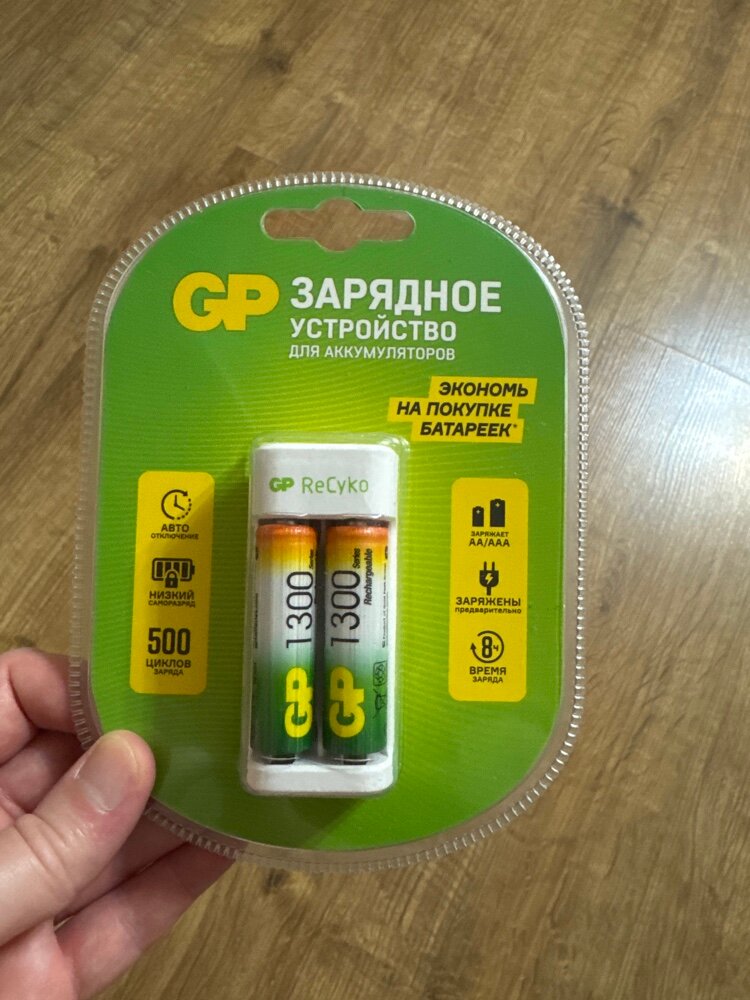 GP
ЗАРЯДНОЕ
УСТРОЙСТВО
ДЛЯ АККУМУЛЯТОРОВ
ЭКОНОМЬ
НА ПОКУПКЕ
БАТАРЕЕК*
GP ReCyko
АВТО
ОТКЛЮЧЕНИЕ
НИЗКИЙ
САМОРАЗРЯД
500
ЦИКЛОВ
ЗАРЯДА
GP 1300 Series
GP 1300 Series
Rechargeable
ЗАРЯЖАЕТ
AA/AAA
ЗАРЯЖЕНЫ
предварительно
8ч
ВРЕМЯ
ЗАРЯДА